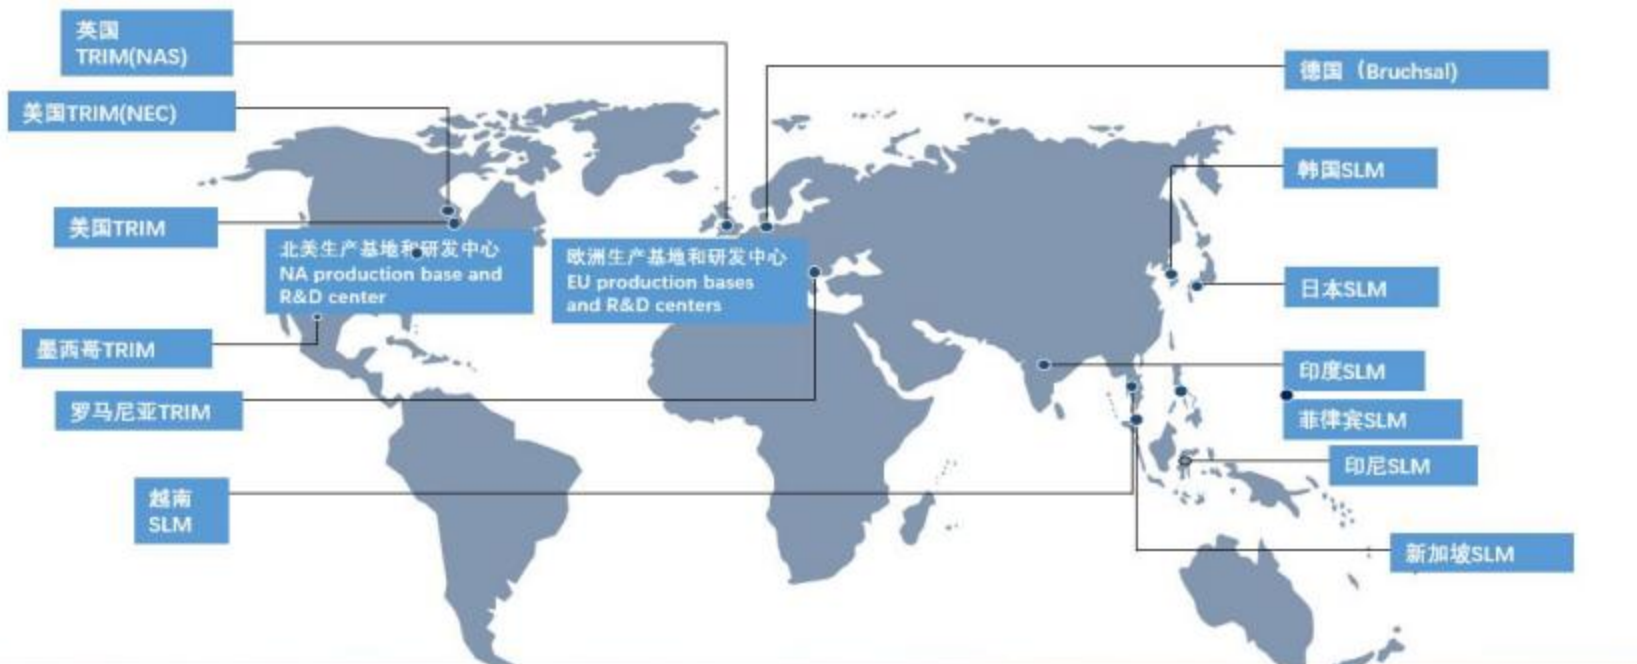 英国
TRIM(NAS)
美国TRIM(NEC)
美国TRIM
北美生产基地和研发中心
NA production base and
R&D center
墨西哥TRIM
罗马尼亚TRIM
越南
SLM
欧洲生产基地和研发中心
EU production bases
and R&D centers
德国（Bruchsal)
韩国SLM
日本SLM
印度SLM
菲律宾SLM
印尼SLM
新加坡SLM